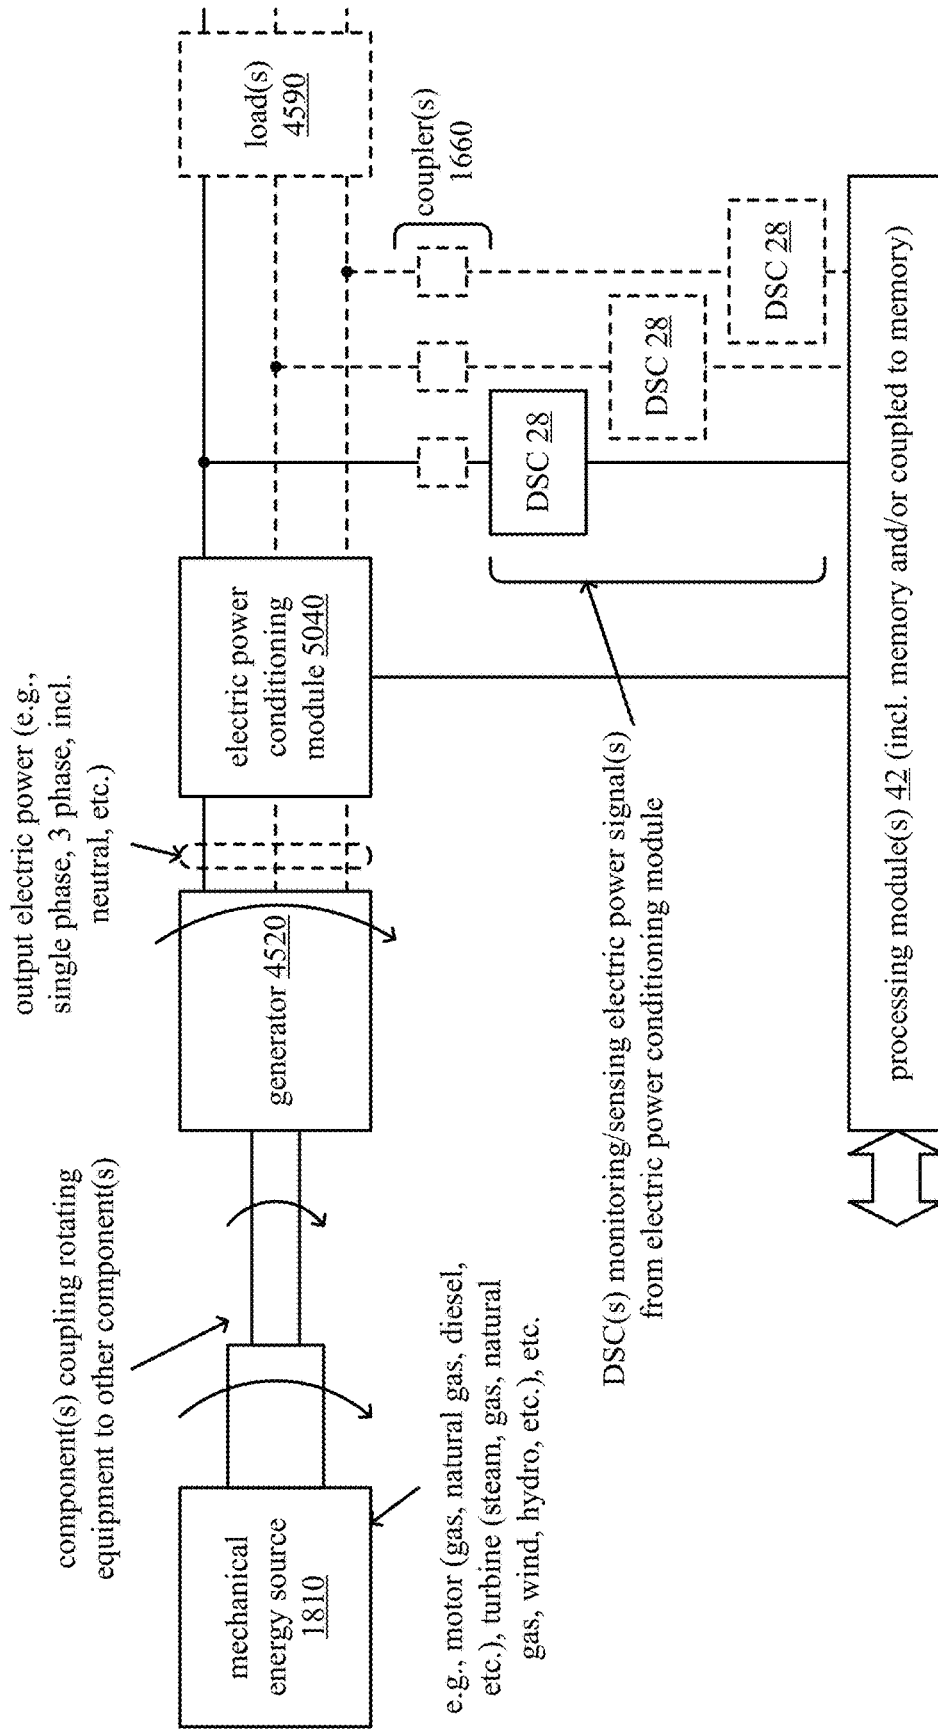 component(s) coupling rotating
equipment to other component(s)
output electric power (e.g.,
single phase, 3 phase, incl.
neutral, etc.)
mechanical
energy source
1810
generator 4520
electric power
conditioning
module 5040
load(s)
4590
coupler(s)
1660
e.g., motor (gas, natural gas, diesel,
etc.), turbine (steam, gas, natural
gas, wind, hydro, etc.), etc.
DSC 28
DSC 28
DSC 28
DSC(s) monitoring/sensing electric power signal(s)
from electric power conditioning module
processing module(s) 42 (incl. memory and/or coupled to memory)